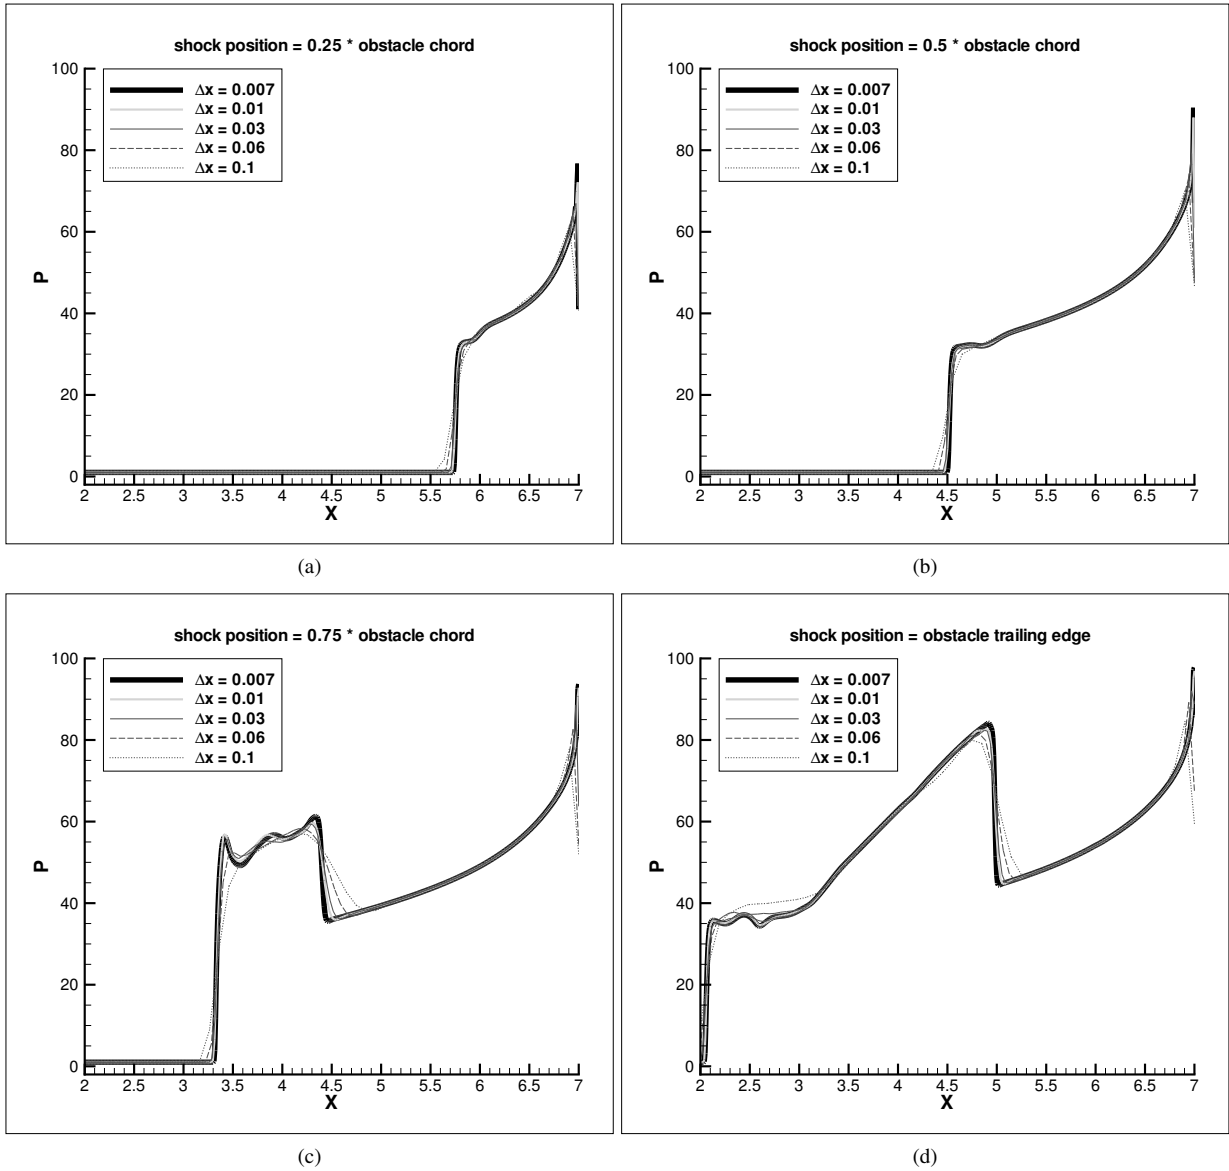 shock position = 0.25 * obstacle chord
100
80
60
40
20
0
P
Δx = 0.007
Δx = 0.01
Δx = 0.03
Δx = 0.06
Δx = 0.1
2 2.5 3 3.5 4 4.5 5 5.5 6 6.5 7
X
(a)
shock position = 0.5 * obstacle chord
100
80
60
40
20
0
P
Δx = 0.007
Δx = 0.01
Δx = 0.03
Δx = 0.06
Δx = 0.1
2 2.5 3 3.5 4 4.5 5 5.5 6 6.5 7
X
(b)
shock position = 0.75 * obstacle chord
100
80
60
40
20
0
P
Δx = 0.007
Δx = 0.01
Δx = 0.03
Δx = 0.06
Δx = 0.1
2 2.5 3 3.5 4 4.5 5 5.5 6 6.5 7
X
(c)
shock position = obstacle trailing edge
100
80
60
40
20
0
P
Δx = 0.007
Δx = 0.01
Δx = 0.03
Δx = 0.06
Δx = 0.1
2 2.5 3 3.5 4 4.5 5 5.5 6 6.5 7
X
(d)